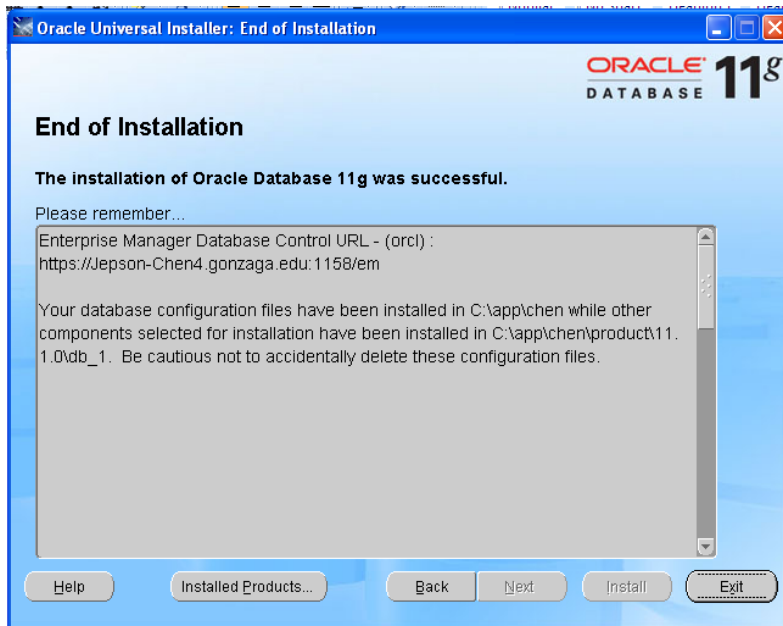 Oracle Universal Installer: End of Installation
ORACLE 11g
DATABASE
End of Installation
The installation of Oracle Database 11g was successful.
Please remember...
Enterprise Manager Database Control URL - (orcl) :
https://Jepson-Chen4.gonzaga.edu:1158/em
Your database configuration files have been installed in C:\app\chen while other
components selected for installation have been installed in C:\app\chen\product\11.
1.0\db_1. Be cautious not to accidentally delete these configuration files.
Help Installed Products... Back Next Install Exit